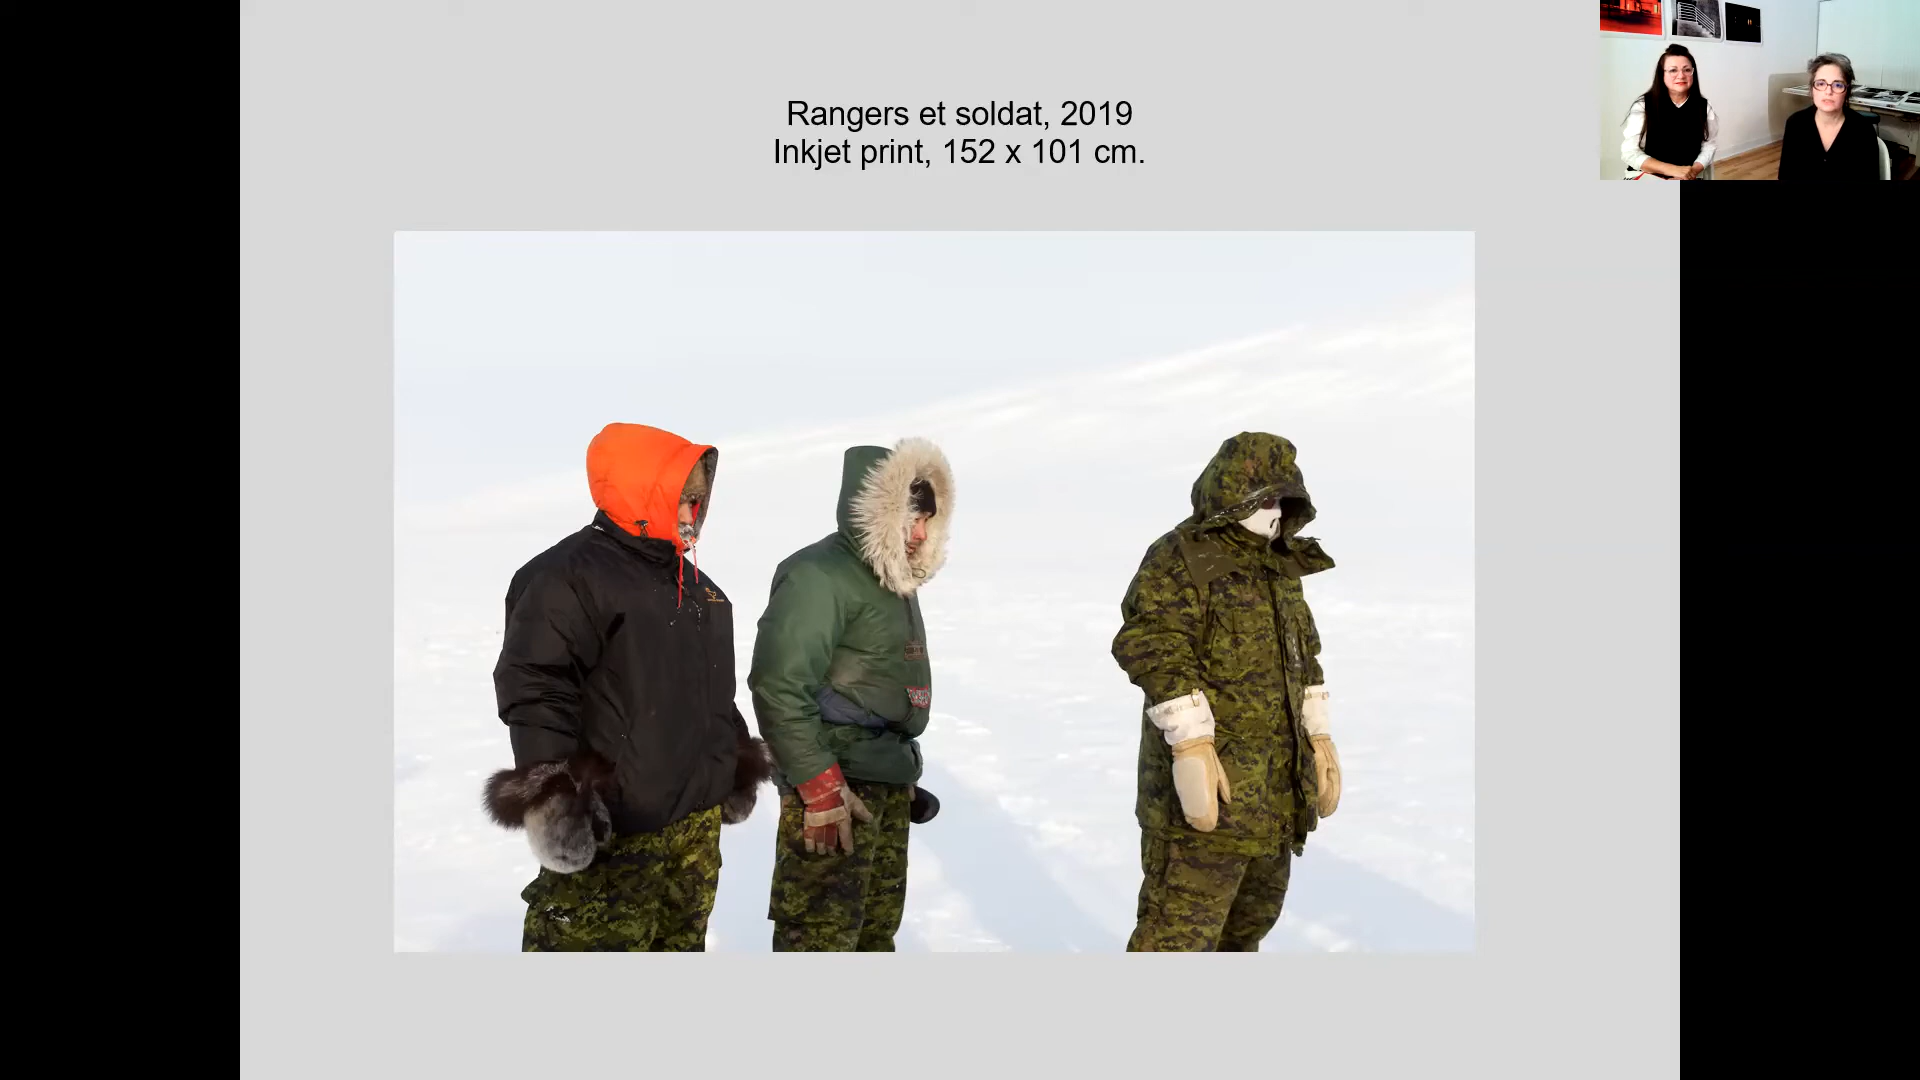 Rangers et soldat, 2019
Inkjet print, 152 x 101 cm.